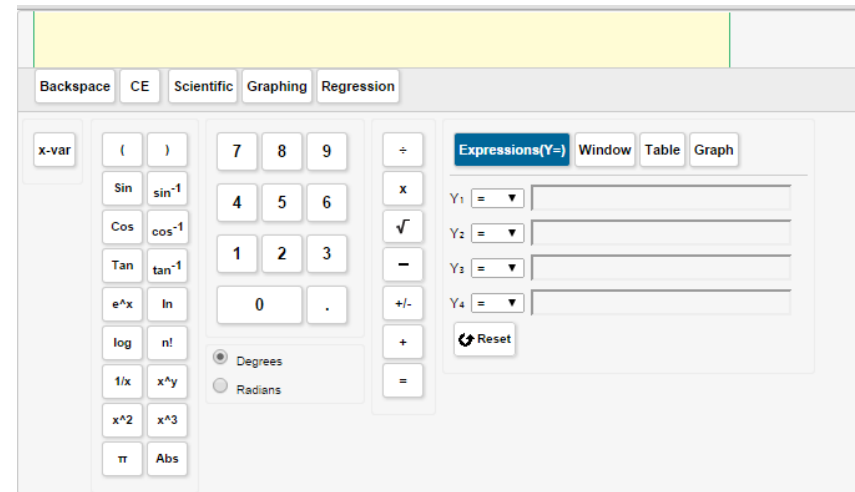 Backspace CE Scientific Graphing Regression
x-var ( ) 7 8 9 ÷ Expressions(Y=) Window Table Graph
Sin sin-1 4 5 6 x Y1 = ▼
Cos cos-1 √ Y2 = ▼
Tan tan-1 1 2 3 − Y3 = ▼
e^x ln 0 . +/- Y4 = ▼
log n! + Reset
Degrees
1/x x^y Radians =
x^2 x^3
π Abs